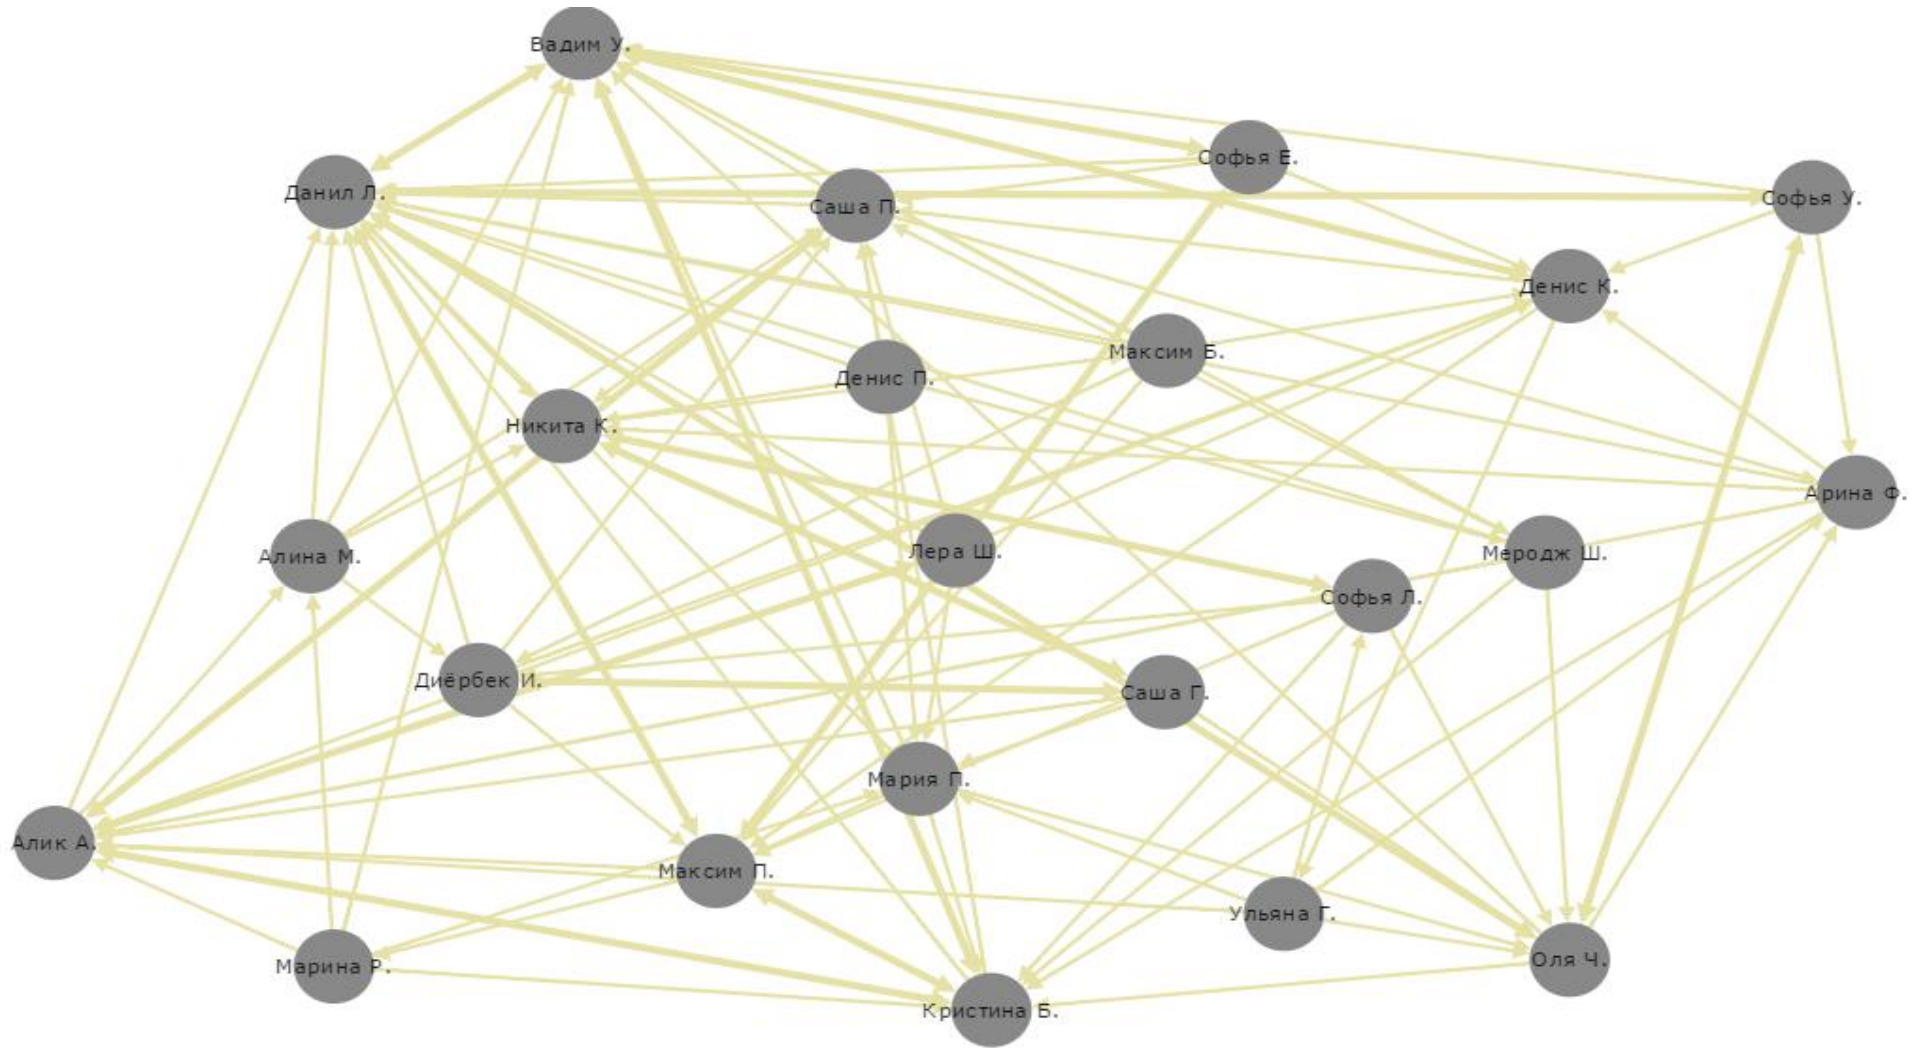 Вадим У.
Софья Е.
Данил Л.
Саша П.
Софья У.
Денис К.
Максим Б.
Денис П.
Никита К.
Арина Ф.
Алина М.
Лера Ш.
Меродж Ш.
Софья Л.
Диёрбек И.
Саша Г.
Мария П.
Алик А.
Максим П.
Ульяна Г.
Марина Р.
Оля Ч.
Кристина Б.